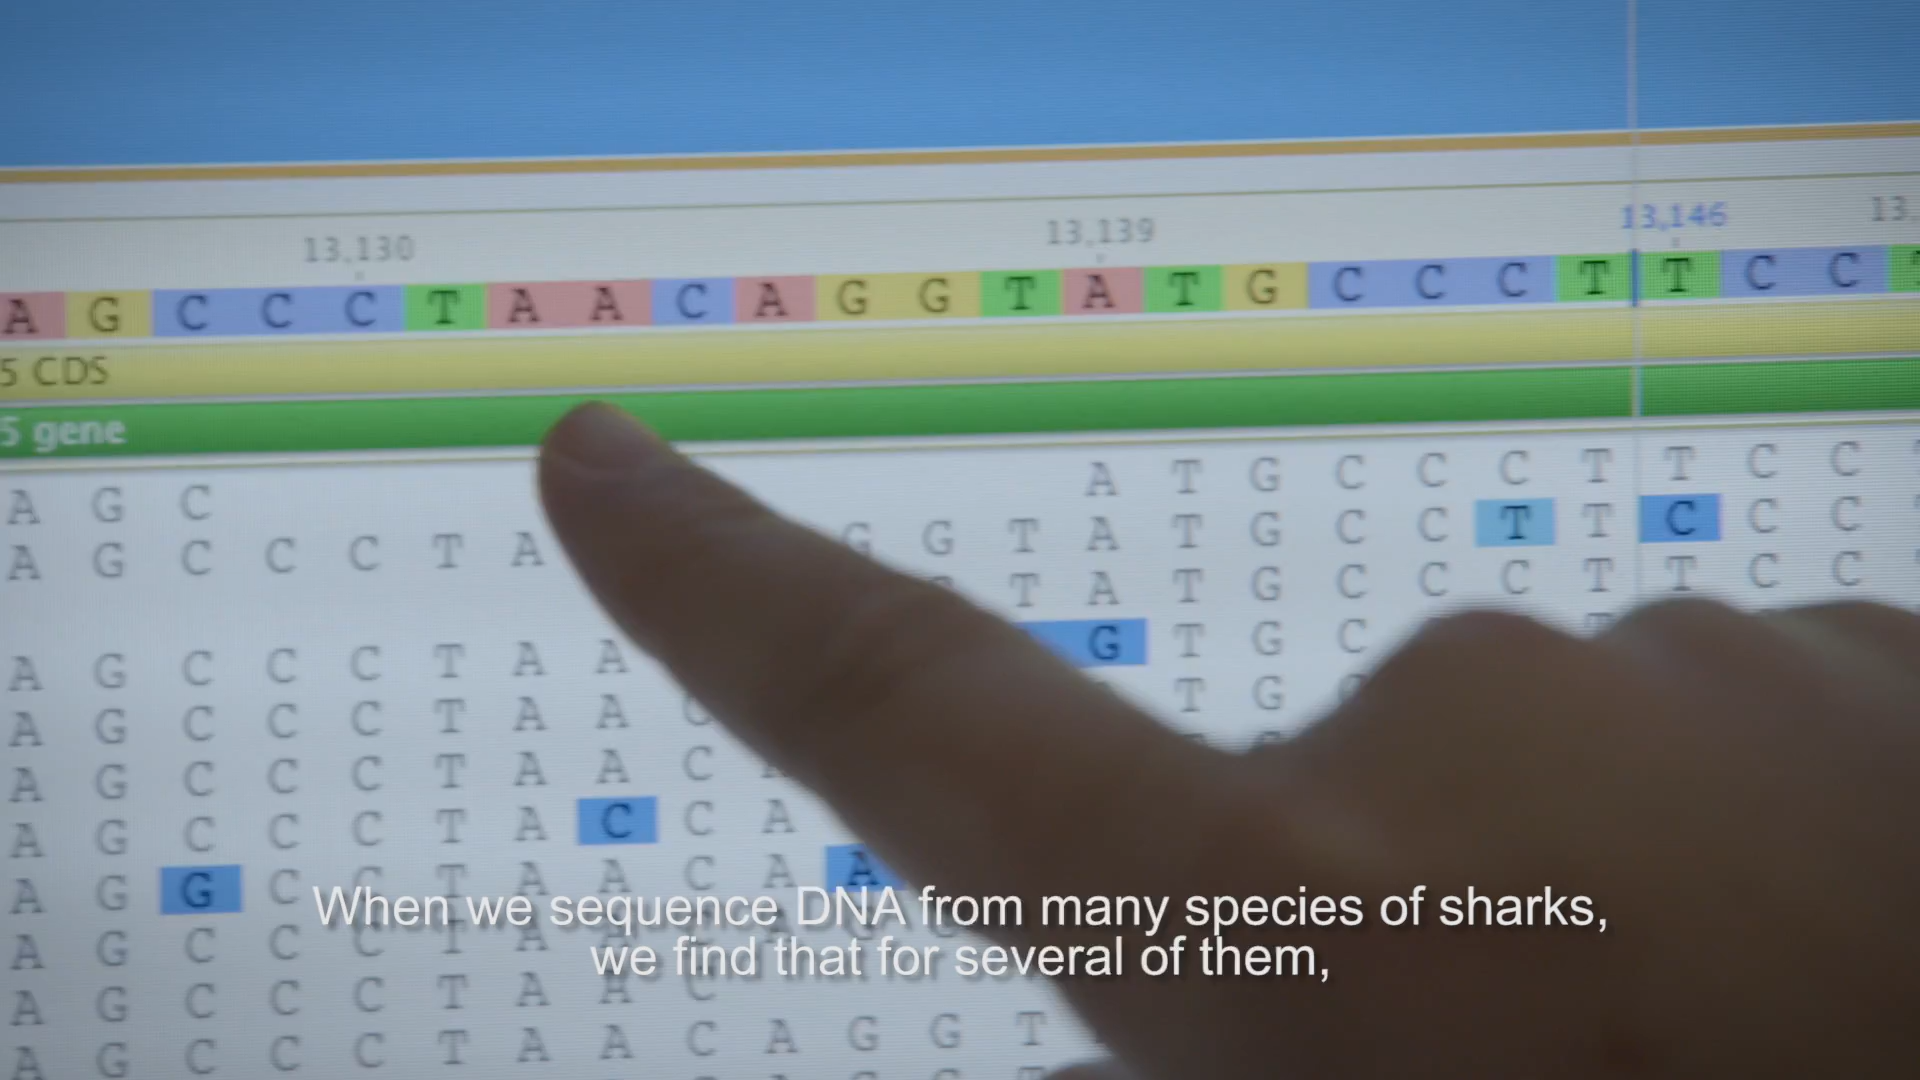 13,130 13,139 13,146 13,
A G C C C T A A C A G G T A T G C C C T T C C T
5 CDS
5 gene
A G C A T G C C C T T C C
A G C C C T A G G T A T G C C T T C C C
T A T G C C C T T C C
A G C C C T A A G T G C
A G C C C T A A C T G
A G C C C T A A C
A G C C C T A C C A
A G G C C T A A C A A
A G C C C T A
When we sequence DNA from many species of sharks,
we find that for several of them,
A G C C C T A A C
A G C C C T A A C A G G T